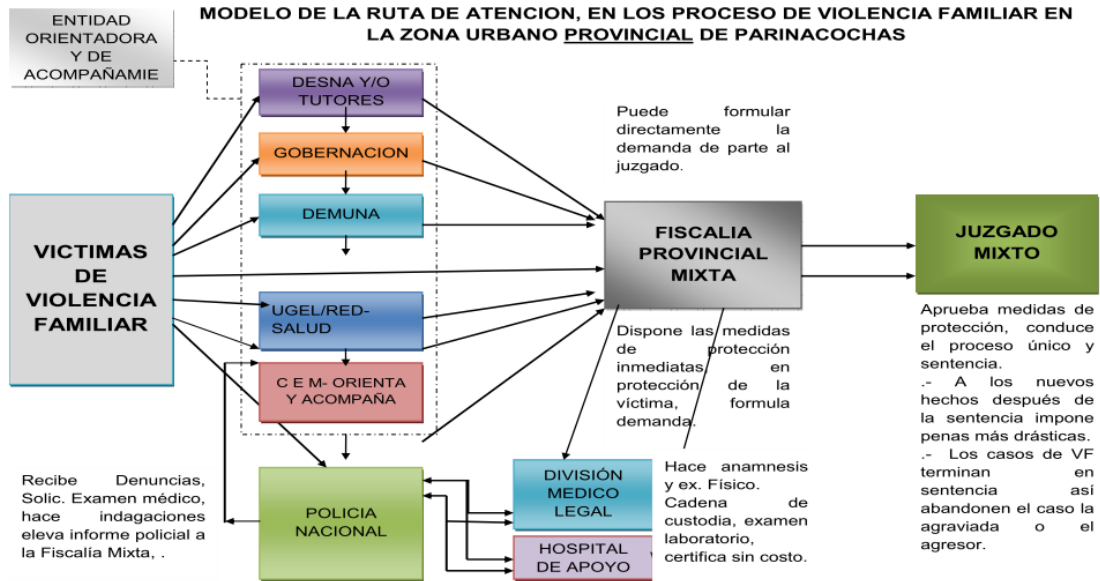 MODELO DE LA RUTA DE ATENCION, EN LOS PROCESO DE VIOLENCIA FAMILIAR EN
LA ZONA URBANO PROVINCIAL DE PARINACOCHAS
ENTIDAD
ORIENTADORA
Y DE
ACOMPAÑAMIE
DESNA Y/O
TUTORES
GOBERNACION
DEMUNA
UGEL/RED-
SALUD
C E M- ORIENTA
Y ACOMPAÑA
VICTIMAS
DE
VIOLENCIA
FAMILIAR
Puede formular
directamente la
demanda de parte al
juzgado.
FISCALIA
PROVINCIAL
MIXTA
Dispone las medidas
de protección
inmediatas, en
protección de la
víctima, formula
demanda.
JUZGADO
MIXTO
Aprueba medidas de
protección, conduce
el proceso único y
sentencia.
.- A los nuevos
hechos después de
la sentencia impone
penas más drásticas.
.- Los casos de VF
terminan en
sentencia así
abandonen el caso la
agraviada o el
agresor.
Recibe Denuncias,
Solic. Examen médico,
hace indagaciones
eleva informe policial a
la Fiscalía Mixta, .
POLICIA
NACIONAL
DIVISIÓN
MEDICO
LEGAL
HOSPITAL
DE APOYO
Hace anamnesis
y ex. Físico.
Cadena de
custodia, examen
laboratorio,
certifica sin costo.